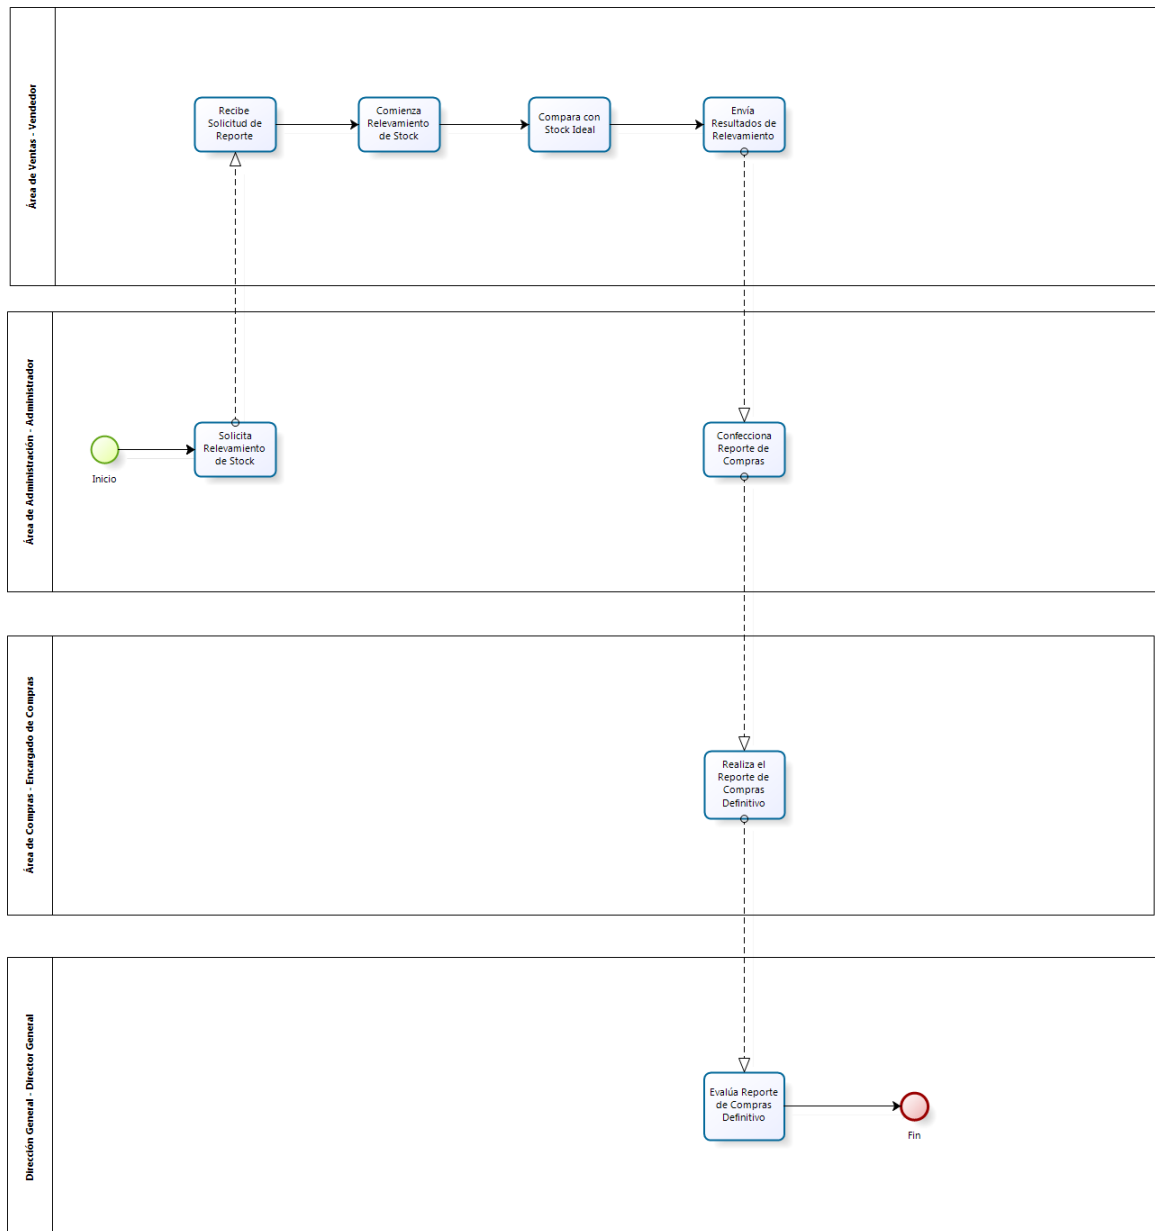 Área de Ventas - Vendedor
Recibe
Solicitud de
Reporte
Comienza
Relevamiento
de Stock
Compara con
Stock Ideal
Envía
Resultados de
Relevamiento
Área de Administración - Administrador
Inicio
Solicita
Relevamiento
de Stock
Confecciona
Reporte de
Compras
Área de Compras - Encargado de Compras
Realiza el
Reporte de
Compras
Definitivo
Dirección General - Director General
Evalúa Reporte
de Compras
Definitivo
Fin